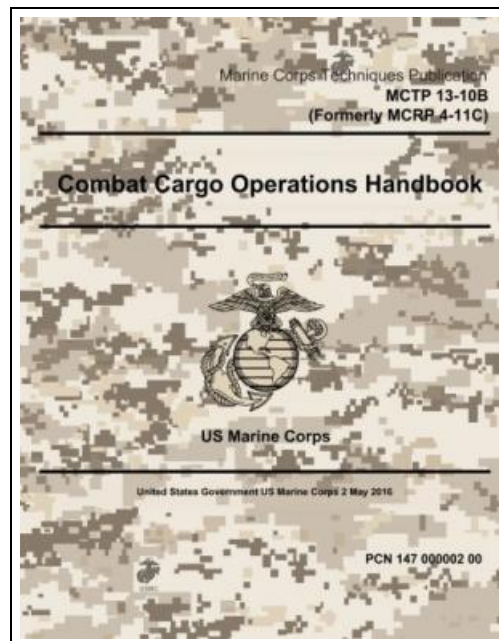 Marine Corps Techniques Publication
MCTP 13-10B
(Formerly MCRP 4-11C)
Combat Cargo Operations Handbook
US Marine Corps
United States Government US Marine Corps 2 May 2016
PCN 147 000002 00